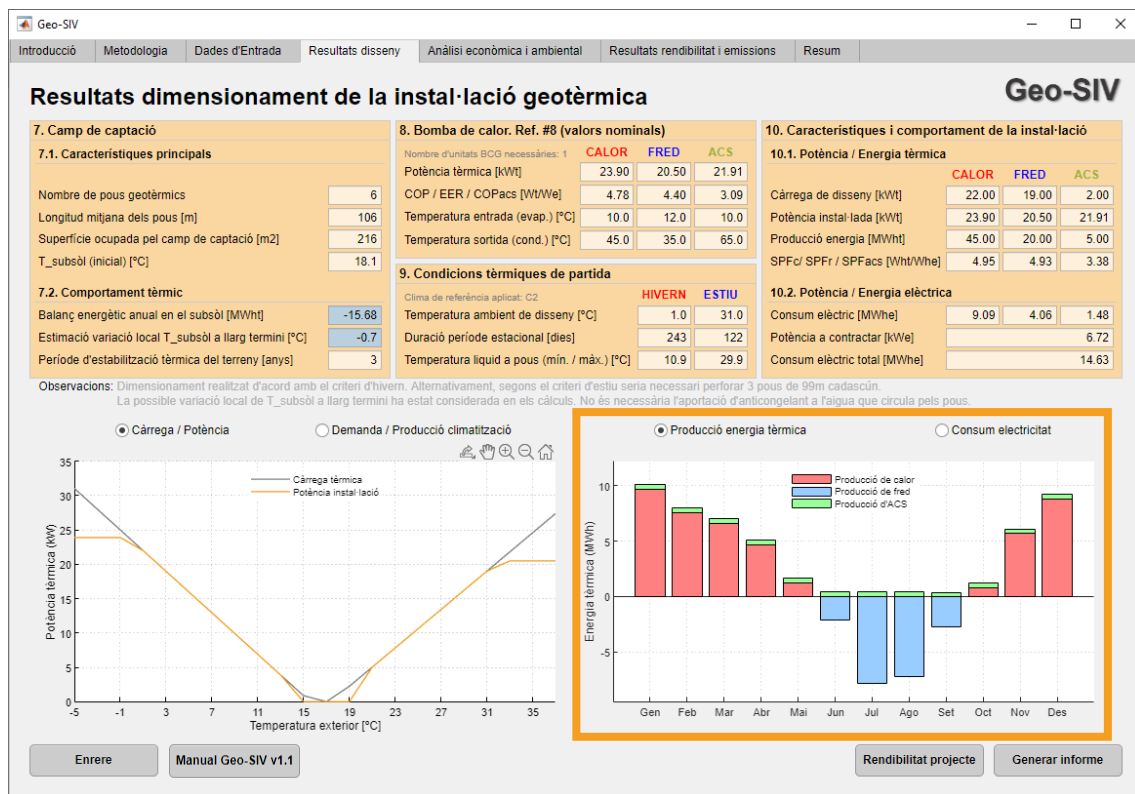 Geo-SIV
Introducció Metodologia Dades d'Entrada Resultats disseny Anàlisi econòmica i ambiental Resultats rendibilitat i emissions Resum
Resultats dimensionament de la instal·lació geotèrmica
Geo-SIV
7. Camp de captació
7.1. Característiques principals
Nombre de pous geotèrmics 6
Longitud mitjana dels pous [m] 106
Superfície ocupada pel camp de captació [m2] 216
T_subsòl (inicial) [ºC] 18.1
7.2. Comportament tèrmic
Balanç energètic anual en el subsòl [MWht] -15.68
Estimació variació local T_subsòl a llarg termini [ºC] -0.7
Període d'estabilització tèrmica del terreny [anys] 3
8. Bomba de calor. Ref. #8 (valors nominals)
Nombre d'unitats BCG necessàries: 1 CALOR FRED ACS
Potència tèrmica [kWt] 23.90 20.50 21.91
COP / EER / COPacs [Wt/We] 4.78 4.40 3.09
Temperatura entrada (evap.) [ºC] 10.0 12.0 10.0
Temperatura sortida (cond.) [ºC] 45.0 35.0 65.0
9. Condicions tèrmiques de partida
Clima de referència aplicat: C2 HIVERN ESTIU
Temperatura ambient de disseny [ºC] 1.0 31.0
Duració període estacional [dies] 243 122
Temperatura liquid a pous (mín. / màx.) [ºC] 10.9 29.9
10. Característiques i comportament de la instal·lació
10.1. Potència / Energia tèrmica
CALOR FRED ACS
Càrrega de disseny [kWt] 22.00 19.00 2.00
Potència instal·lada [kWt] 23.90 20.50 21.91
Producció energia [MWht] 45.00 20.00 5.00
SPFc/ SPFr / SPFacs [Wht/Whe] 4.95 4.93 3.38
10.2. Potència / Energia elèctrica
Consum elèctric [MWhe] 9.09 4.06 1.48
Potència a contractar [kWe] 6.72
Consum elèctric total [MWhe] 14.63
Observacions: Dimensionament realitzat d'acord amb el criteri d'hivern. Alternativament, segons el criteri d'estiu seria necessari perforar 3 pous de 99m cadascún.
La possible variació local de T_subsòl a llarg termini ha estat considerada en els càlculs. No és necessària l'aportació d'anticongelant a l'aigua que circula pels pous.
Càrrega / Potència Demanda / Producció climatització
Càrrega tèrmica
Potència instal·lació
Potència tèrmica (kW)
35
30
25
20
15
10
5
0
-5 -1 3 7 11 15 19 23 27 31 35
Temperatura exterior [ºC]
Producció energia tèrmica Consum electricitat
Producció de calor
Producció de fred
Producció d'ACS
Energia tèrmica (MWh)
10
5
0
-5
Gen Feb Mar Abr Mai Jun Jul Ago Set Oct Nov Des
Enrere Manual Geo-SIV v1.1 Rendibilitat projecte Generar informe